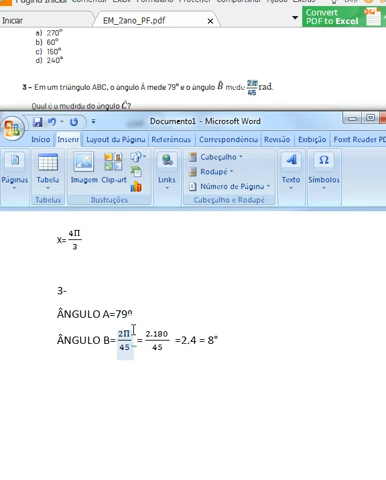 Página Inicial Comentar Fluxo Formulário Proteger Compartilhar Ajuda
Iniciar EM_2ano_PF.pdf × Convert PDF to Excel
a) 270°
b) 60°
c) 150°
d) 240°
3 – Em um triângulo ABC, o ângulo Â mede 79° e o ângulo B̂ mede 2π/45 rad.
Qual é a medida do ângulo Ĉ?
Documento1 - Microsoft Word
Início Inserir Layout da Página Referências Correspondências Revisão Exibição Foxit Reader PD
Páginas Tabela Imagem Clip-art Links Cabeçalho Rodapé Número de Página Texto Símbolos
Tabelas Ilustrações Cabeçalho e Rodapé
X= 4Π/3
3-
ÂNGULO A=79º
ÂNGULO B= 2Π/45 = 2.180/45 =2.4 = 8°